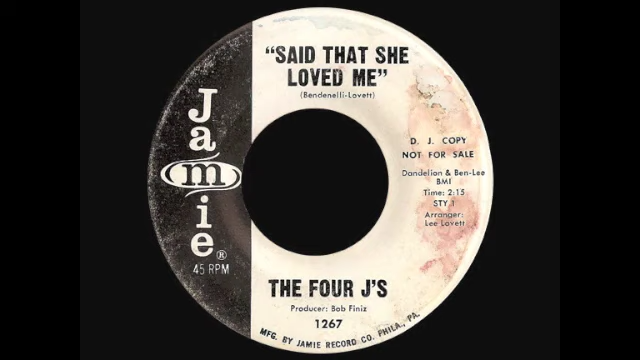 "SAID THAT SHE
LOVED ME"
(Bendenelli-Lovett)
Jamie®
45 RPM
D. J. COPY
NOT FOR SALE
Dandelion & Ben-Lee
BMI
Time: 2:15
STY 1
Arranger:
Lee Lovett
THE FOUR J'S
Producer: Bob Finiz
1267
MFG. BY JAMIE RECORD CO. PHILA., PA.